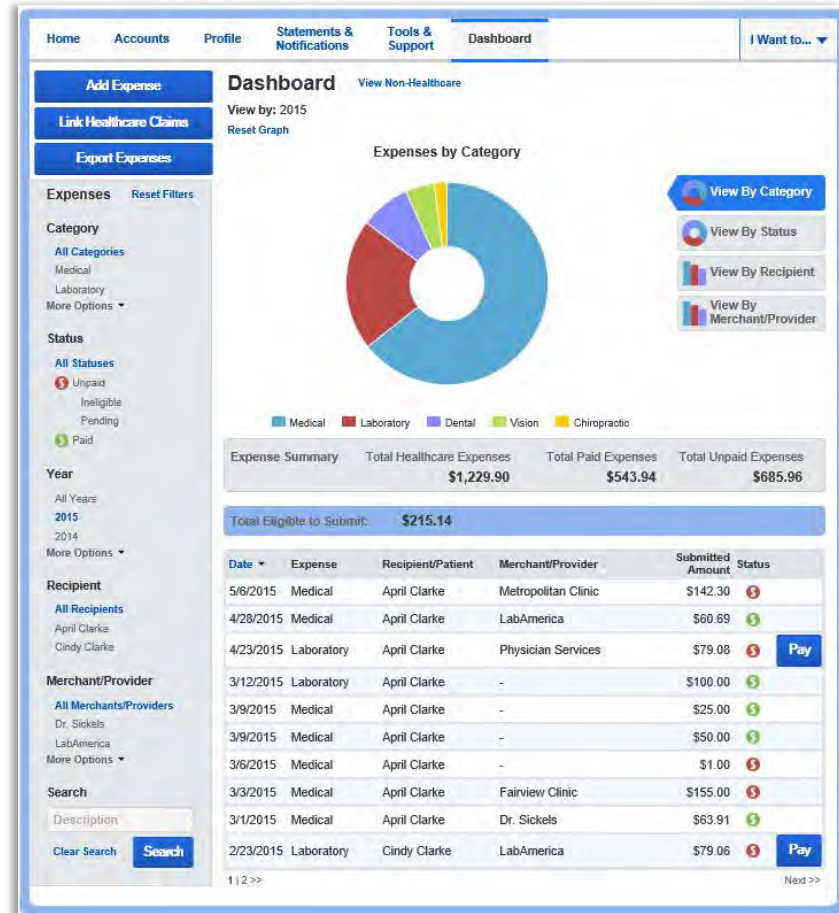 Home Accounts Profile Statements & Notifications Tools & Support Dashboard I Want to...
Add Expense
Link Healthcare Claims
Export Expenses
Expenses Reset Filters
Category
All Categories
Medical
Laboratory
More Options
Status
All Statuses
Unpaid
Ineligible
Pending
Paid
Year
All Years
2015
2014
More Options
Recipient
All Recipients
April Clarke
Cindy Clarke
Merchant/Provider
All Merchants/Providers
Dr. Sickels
LabAmerica
More Options
Search
Description
Clear Search Search
Dashboard View Non-Healthcare
View by: 2015
Reset Graph
Expenses by Category
View By Category
View By Status
View By Recipient
View By
Merchant/Provider
Medical Laboratory Dental Vision Chiropractic
Expense Summary Total Healthcare Expenses Total Paid Expenses Total Unpaid Expenses
$1,229.90 $543.94 $685.96
Total Eligible to Submit: $215.14
Date Expense Recipient/Patient Merchant/Provider Submitted Amount Status
5/6/2015 Medical April Clarke Metropolitan Clinic $142.30
4/28/2015 Medical April Clarke LabAmerica $60.69
4/23/2015 Laboratory April Clarke Physician Services $79.08 Pay
3/12/2015 Laboratory April Clarke - $100.00
3/9/2015 Medical April Clarke - $25.00
3/9/2015 Medical April Clarke - $50.00
3/6/2015 Medical April Clarke - $1.00
3/3/2015 Medical April Clarke Fairview Clinic $155.00
3/1/2015 Medical April Clarke Dr. Sickels $63.91
2/23/2015 Laboratory Cindy Clarke LabAmerica $79.06 Pay
1 | 2 >> Next >>